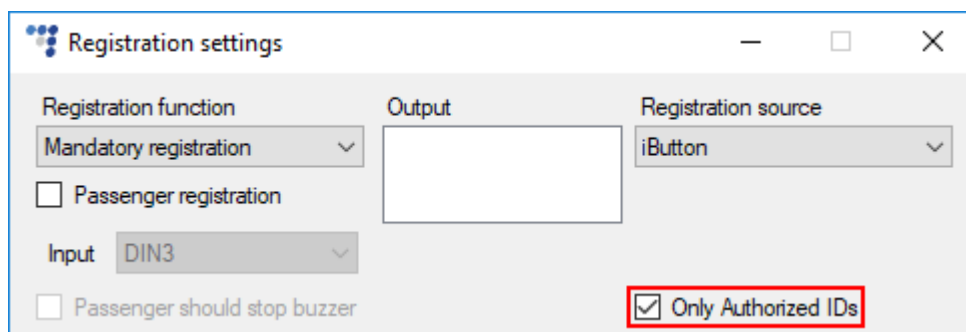 Registration settings
Registration function
Output
Registration source
Mandatory registration
iButton
Passenger registration
Input DIN3
Passenger should stop buzzer
Only Authorized IDs